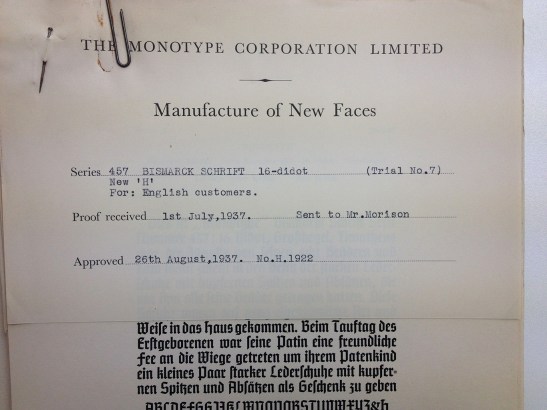 THE MONOTYPE CORPORATION LIMITED
Manufacture of New Faces
Series 457 BISMARCK SCHRIFT 16-didot (Trial No.7)
New 'H'
For: English customers.
Proof received 1st July,1937. Sent to Mr.Morison
Approved 26th August,1937. No.H.1922
Weise in das Haus gekommen. Beim Tauftag des
Erstgeborenen war seine Patin eine freundliche
Fee an die Wiege getreten um ihrem Patenkind
ein kleines Paar starker Lederschuhe mit kupfer-
nen Spitzen und Absätzen als Geschenk zu geben